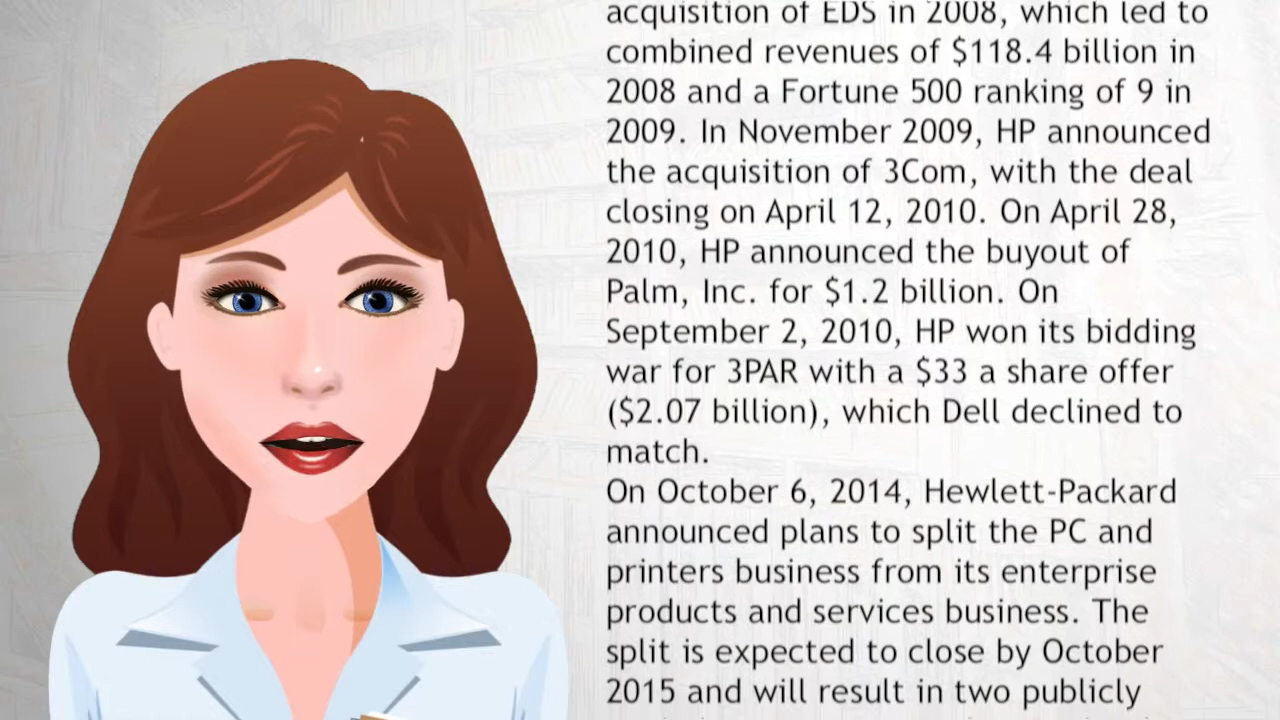 acquisition of EDS in 2008, which led to
combined revenues of $118.4 billion in
2008 and a Fortune 500 ranking of 9 in
2009. In November 2009, HP announced
the acquisition of 3Com, with the deal
closing on April 12, 2010. On April 28,
2010, HP announced the buyout of
Palm, Inc. for $1.2 billion. On
September 2, 2010, HP won its bidding
war for 3PAR with a $33 a share offer
($2.07 billion), which Dell declined to
match.
On October 6, 2014, Hewlett-Packard
announced plans to split the PC and
printers business from its enterprise
products and services business. The
split is expected to close by October
2015 and will result in two publicly